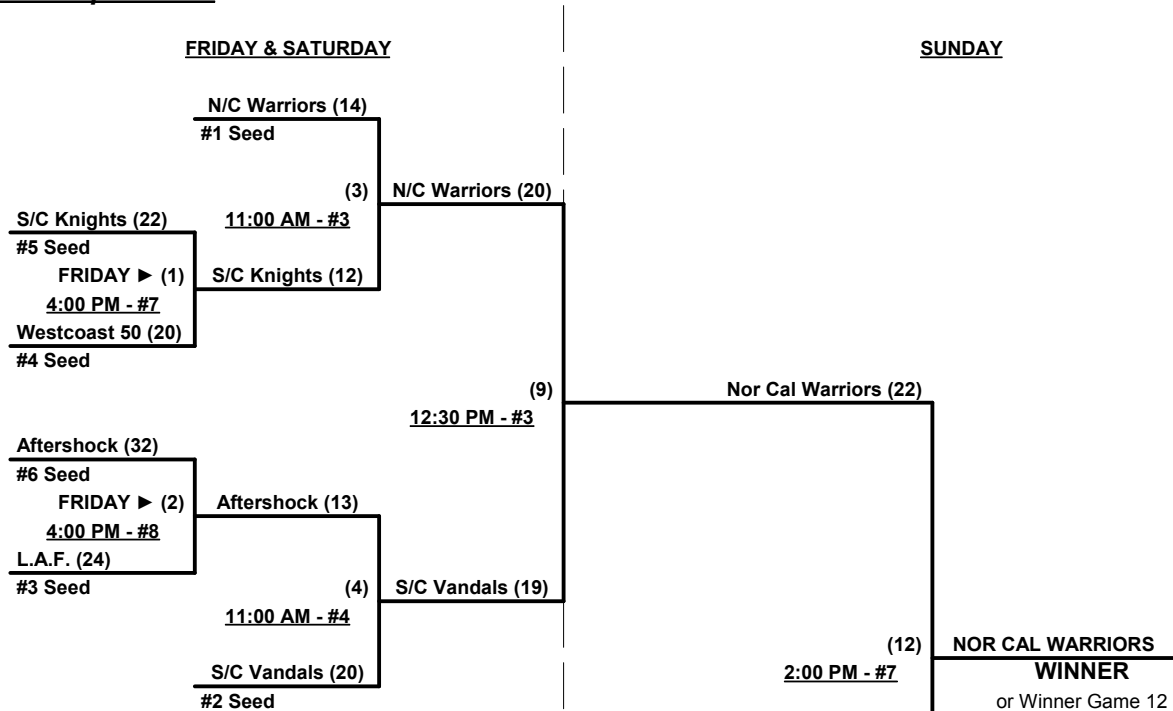 FRIDAY & SATURDAY
SUNDAY
N/C Warriors (14)
#1 Seed
(3)
N/C Warriors (20)
11:00 AM - #3
S/C Knights (22)
#5 Seed
FRIDAY ► (1)
S/C Knights (12)
4:00 PM - #7
Westcoast 50 (20)
#4 Seed
(9)
Nor Cal Warriors (22)
12:30 PM - #3
Aftershock (32)
#6 Seed
FRIDAY ► (2)
Aftershock (13)
4:00 PM - #8
L.A.F. (24)
#3 Seed
(4)
S/C Vandals (19)
11:00 AM - #4
(12)
NOR CAL WARRIORS
S/C Vandals (20)
2:00 PM - #7
WINNER
#2 Seed
or Winner Game 12